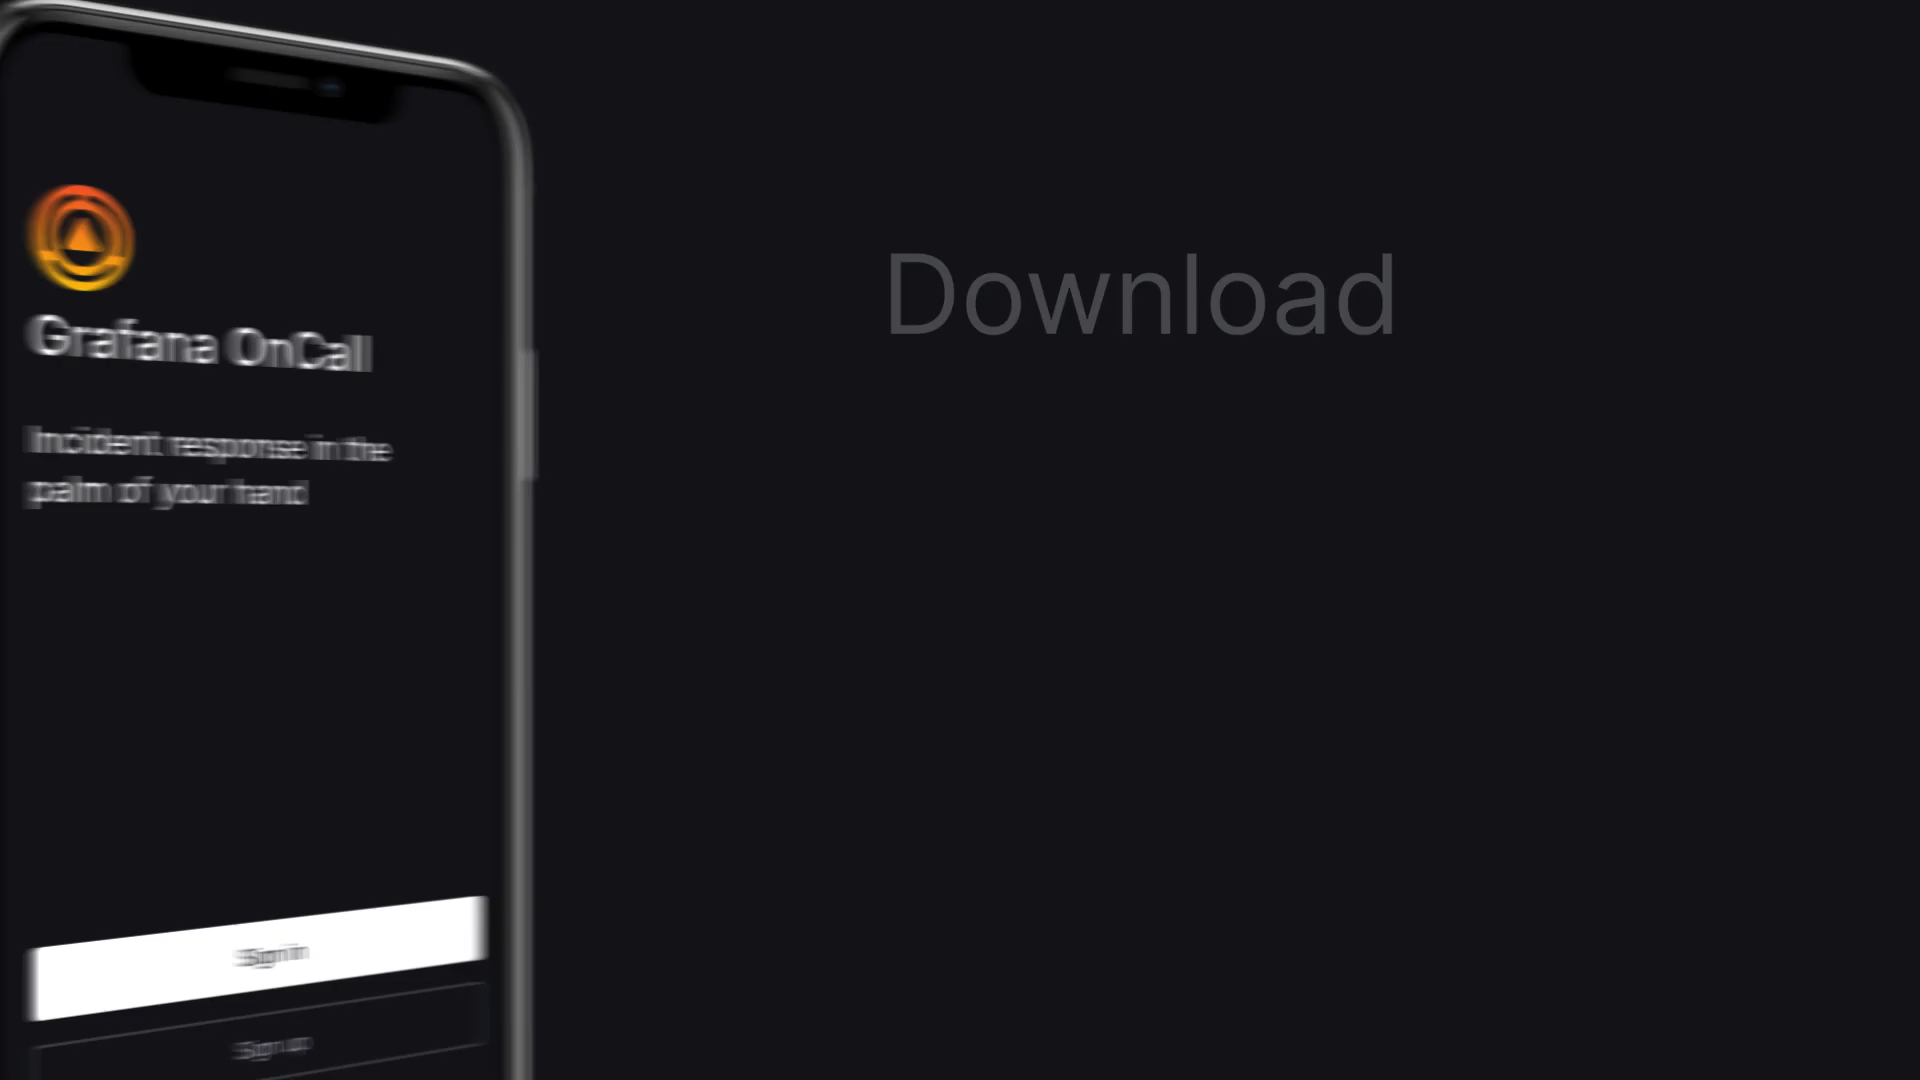 Grafana OnCall
Incident response in the
palm of your hand
Sign in
Sign up
Download